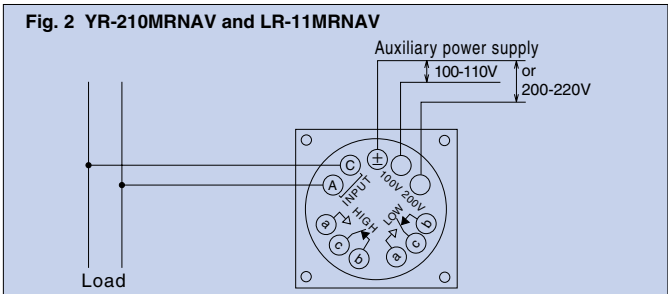 Fig. 2 YR-210MRNAV and LR-11MRNAV
Auxiliary power supply
100-110V
or
200-220V
C
±
A
INPUT
100V 200V
HIGH
LOW
a
c
b
a
c
b
Load